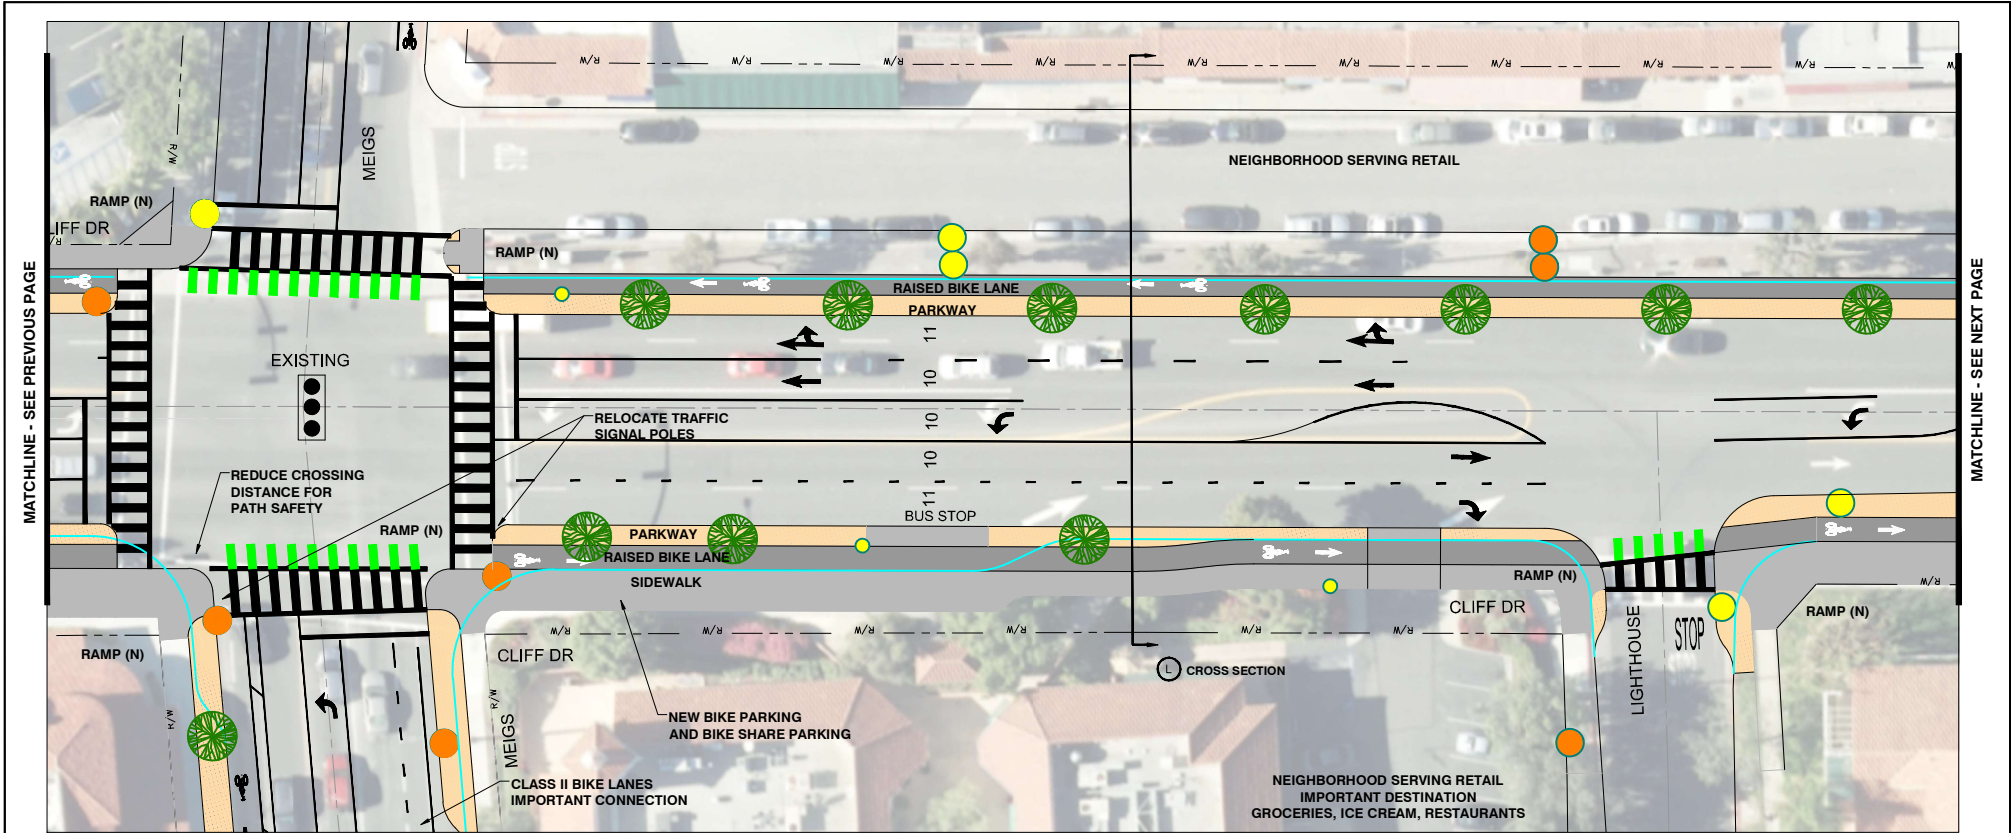 MATCHLINE - SEE PREVIOUS PAGE
RAMP (N)
LIFF DR
R/W
R/W
MEIGS
R/W
R/W
R/W
R/W
R/W
R/W
R/W
R/W
NEIGHBORHOOD SERVING RETAIL
RAMP (N)
RAISED BIKE LANE
PARKWAY
11
10
10
10
11
EXISTING
RELOCATE TRAFFIC
SIGNAL POLES
REDUCE CROSSING
DISTANCE FOR
PATH SAFETY
RAMP (N)
BUS STOP
PARKWAY
RAISED BIKE LANE
SIDEWALK
RAMP (N)
CLIFF DR
LIGHTHOUSE
STOP
R/W
RAMP (N)
R/W
R/W
R/W
R/W
R/W
R/W
RAMP (N)
CLIFF DR
R/W
R/W
MEIGS
L
CROSS SECTION
NEW BIKE PARKING
AND BIKE SHARE PARKING
CLASS II BIKE LANES
IMPORTANT CONNECTION
NEIGHBORHOOD SERVING RETAIL
IMPORTANT DESTINATION
GROCERIES, ICE CREAM, RESTAURANTS
MATCHLINE - SEE NEXT PAGE